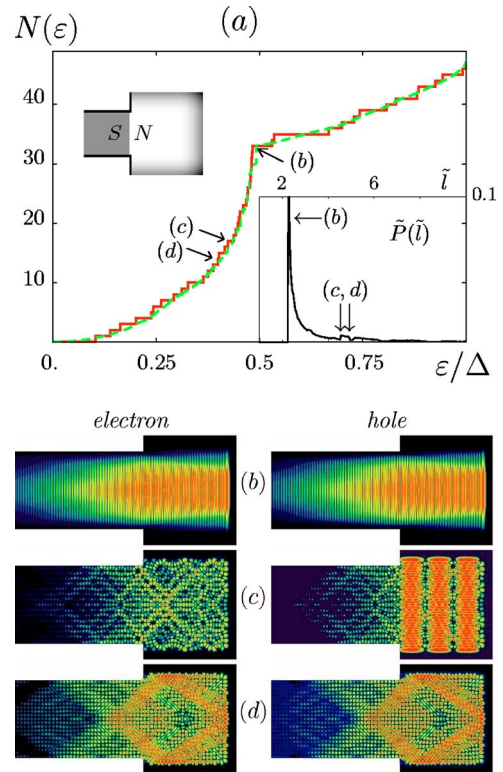 N(ε) (a)
40
S N
30
(b)
2 6 l̃
0.1
20
(b) P̃(l̃)
(c)
(d)
(c, d)
10
0 0.25 0.5 0.75 ε/Δ
electron hole
(b)
(c)
(d)